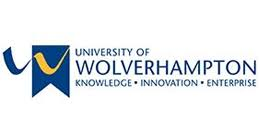 UNIVERSITY OF
WOLVERHAMPTON
KNOWLEDGE • INNOVATION • ENTERPRISE